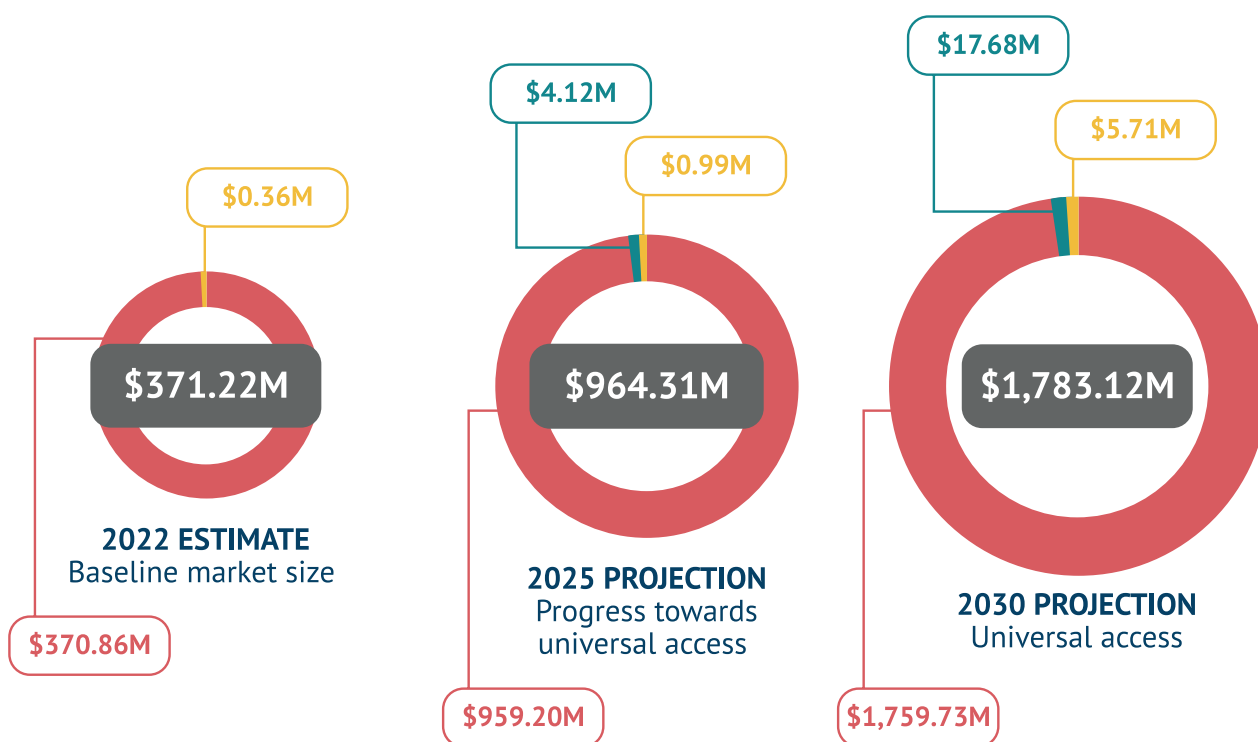 $0.36M
$371.22M
2022 ESTIMATE
Baseline market size
$370.86M
$4.12M
$0.99M
$964.31M
2025 PROJECTION
Progress towards
universal access
$959.20M
$17.68M
$5.71M
$1,783.12M
2030 PROJECTION
Universal access
$1,759.73M